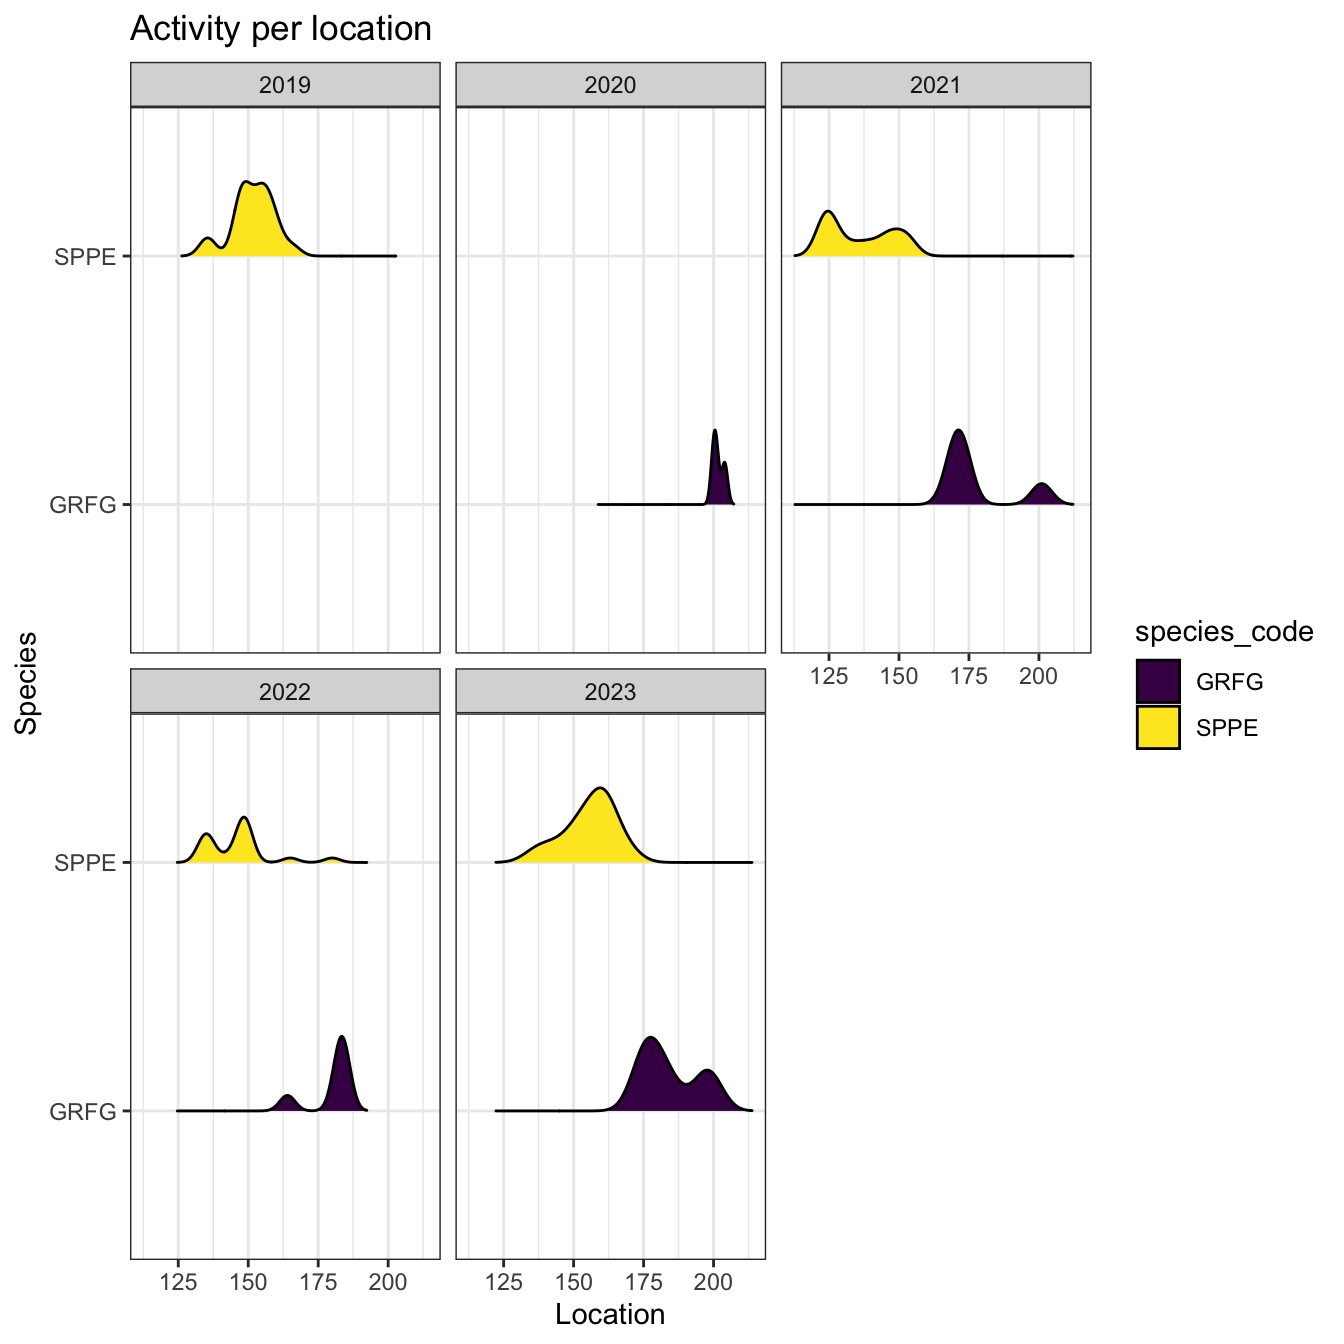 Activity per location
2019
2020
2021
SPPE
GRFG
125 150 175 200
Species
species_code
GRFG
SPPE
2022
2023
SPPE
GRFG
125 150 175 200
125 150 175 200
Location